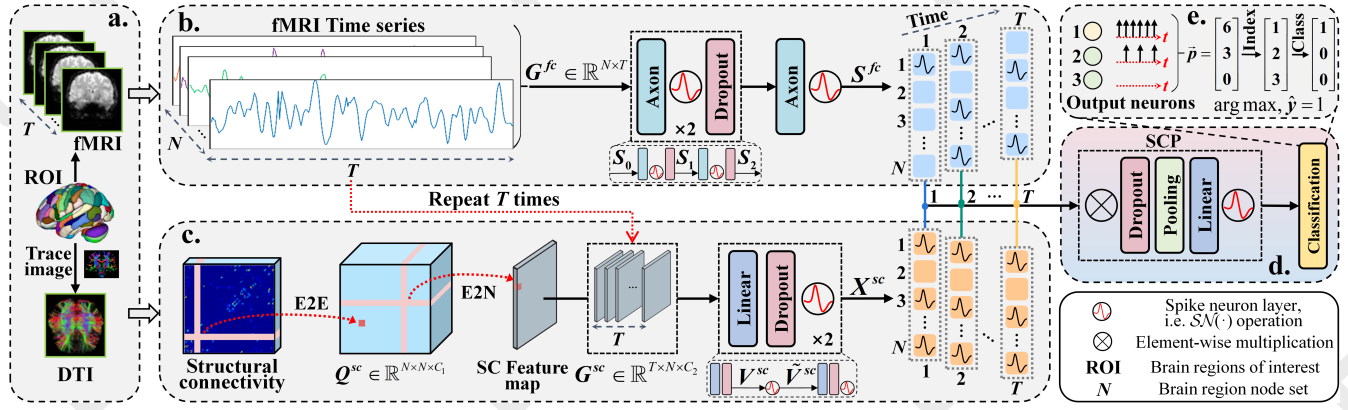 a.
T
fMRI
ROI
Trace
image
DTI
b.
fMRI Time series
N
T
G^{fc} ∈ ℝ^{N×T}
Axon
Dropout
×2
Axon
S^{fc}
S_0
S_1
S_2
Time
1
2
T
1
2
3
N
1
2
...
T
Repeat T times
c.
E2E
E2N
Structural
connectivity
Q^{sc} ∈ ℝ^{N×N×C_1}
SC Feature
map
...
T
G^{sc} ∈ ℝ^{T×N×C_2}
Linear
Dropout
×2
X^{sc}
V^{sc}
Ṽ^{sc}
1
2
3
N
1
2
T
e.
1
2
3
t
t
t
Output neurons
p̄ =
6
3
0
Index
1
2
3
Class
1
0
0
arg max, ŷ = 1
SCP
Dropout
Pooling
Linear
Classification
d.
Spike neuron layer,
i.e. SN(·) operation
Element-wise multiplication
ROI Brain regions of interest
N Brain region node set